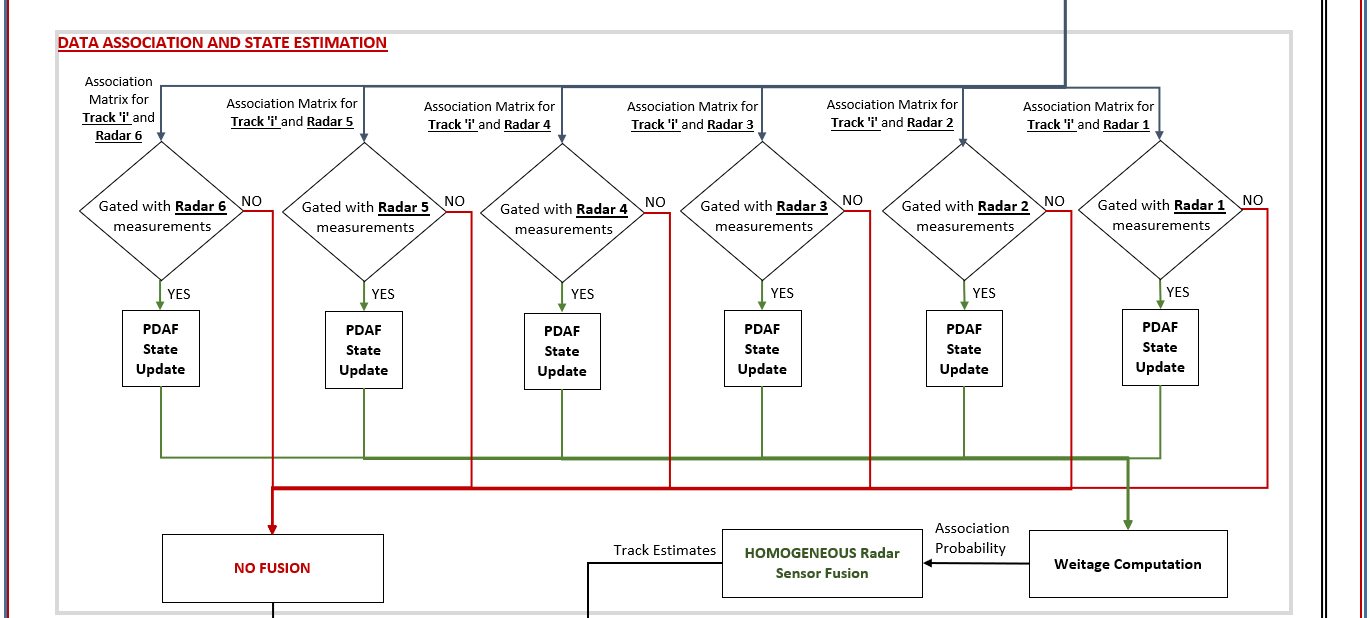 DATA ASSOCIATION AND STATE ESTIMATION
Association
Matrix for
Track 'i' and
Radar 6
Association Matrix for
Track 'i' and Radar 5
Association Matrix for
Track 'i' and Radar 4
Association Matrix for
Track 'i' and Radar 3
Association Matrix for
Track 'i' and Radar 2
Association Matrix for
Track 'i' and Radar 1
Gated with Radar 6
measurements
NO
Gated with Radar 5
measurements
NO
Gated with Radar 4
measurements
NO
Gated with Radar 3
measurements
NO
Gated with Radar 2
measurements
NO
Gated with Radar 1
measurements
NO
YES
YES
YES
YES
YES
YES
PDAF
State
Update
PDAF
State
Update
PDAF
State
Update
PDAF
State
Update
PDAF
State
Update
PDAF
State
Update
NO FUSION
Track Estimates
HOMOGENEOUS Radar
Sensor Fusion
Association
Probability
Weitage Computation